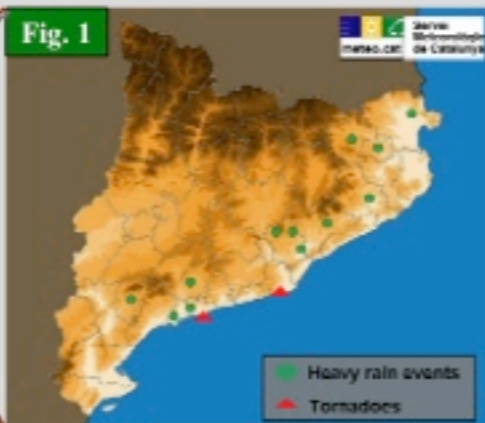 Fig. 1
meteo.cat
Servei
Meteorològic
de Catalunya
Heavy rain events
Tornadoes